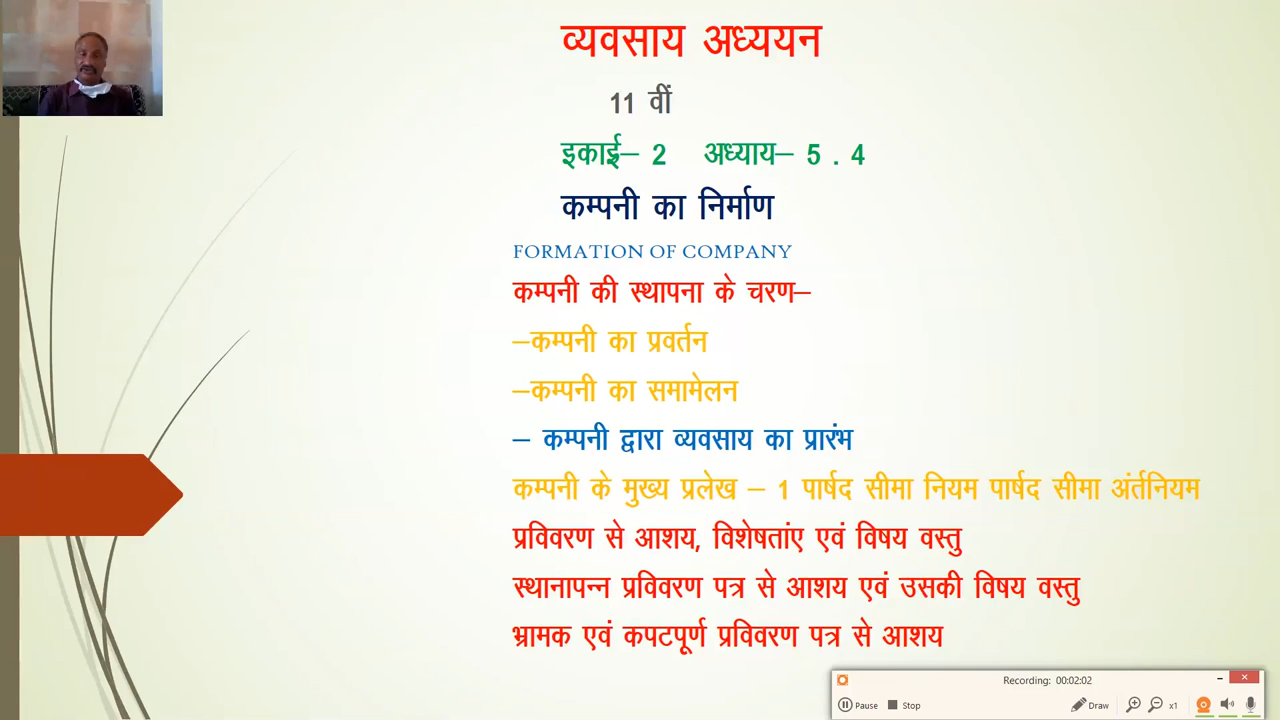 व्यवसाय अध्ययन
11 वीं
इकाई– 2 अध्याय– 5 . 4
कम्पनी का निर्माण
FORMATION OF COMPANY
कम्पनी की स्थापना के चरण–
–कम्पनी का प्रवर्तन
–कम्पनी का समामेलन
– कम्पनी द्वारा व्यवसाय का प्रारंभ
कम्पनी के मुख्य प्रलेख – 1 पार्षद सीमा नियम पार्षद सीमा अंर्तनियम
प्रविवरण से आशय, विशेषतांए एवं विषय वस्तु
स्थानापन्न प्रविवरण पत्र से आशय एवं उसकी विषय वस्तु
भ्रामक एवं कपटपूर्ण प्रविवरण पत्र से आशय
Recording: 00:02:02
Pause Stop Draw x1